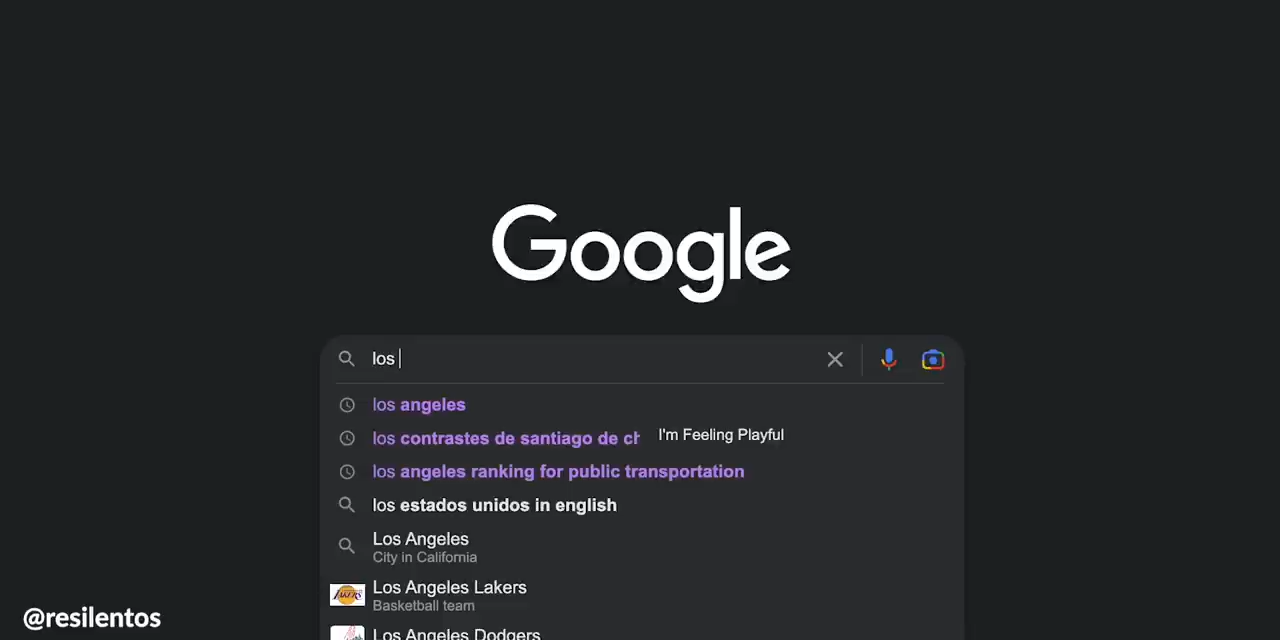 Google
los
los angeles
los contrastes de santiago de ch
I'm Feeling Playful
los angeles ranking for public transportation
los estados unidos in english
Los Angeles
City in California
LAKERS
Los Angeles Lakers
Basketball team
Los Angeles Dodgers
@resilentos